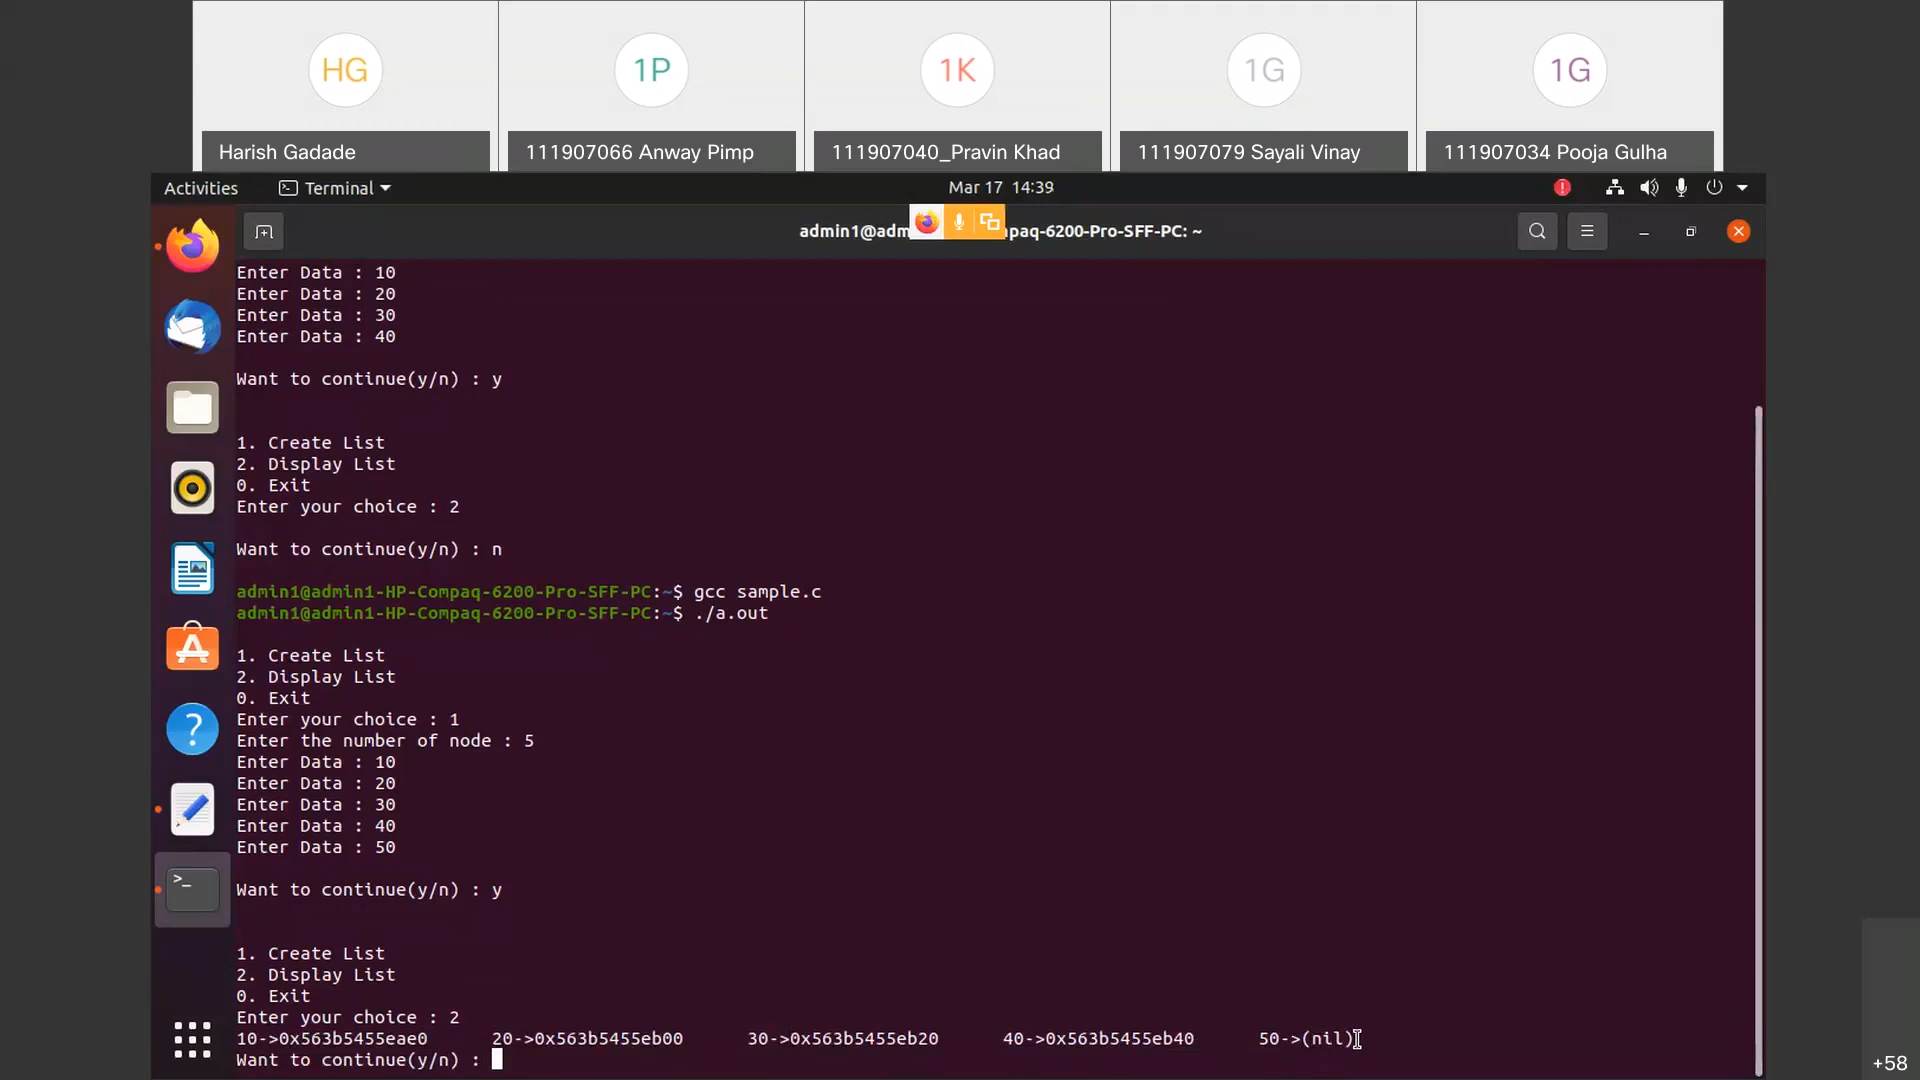 HG
1P
1K
1G
1G
Harish Gadade
111907066 Anway Pimp
111907040_Pravin Khad
111907079 Sayali Vinay
111907034 Pooja Gulha
Activities
Terminal
Mar 17 14:39
admin1@adm
npaq-6200-Pro-SFF-PC: ~
Enter Data : 10
Enter Data : 20
Enter Data : 30
Enter Data : 40
Want to continue(y/n) : y
1. Create List
2. Display List
0. Exit
Enter your choice : 2
Want to continue(y/n) : n
admin1@admin1-HP-Compaq-6200-Pro-SFF-PC:~$ gcc sample.c
admin1@admin1-HP-Compaq-6200-Pro-SFF-PC:~$ ./a.out
1. Create List
2. Display List
0. Exit
Enter your choice : 1
Enter the number of node : 5
Enter Data : 10
Enter Data : 20
Enter Data : 30
Enter Data : 40
Enter Data : 50
Want to continue(y/n) : y
1. Create List
2. Display List
0. Exit
Enter your choice : 2
10->0x563b5455eae0 20->0x563b5455eb00 30->0x563b5455eb20 40->0x563b5455eb40 50->(nil)
Want to continue(y/n) :
+58